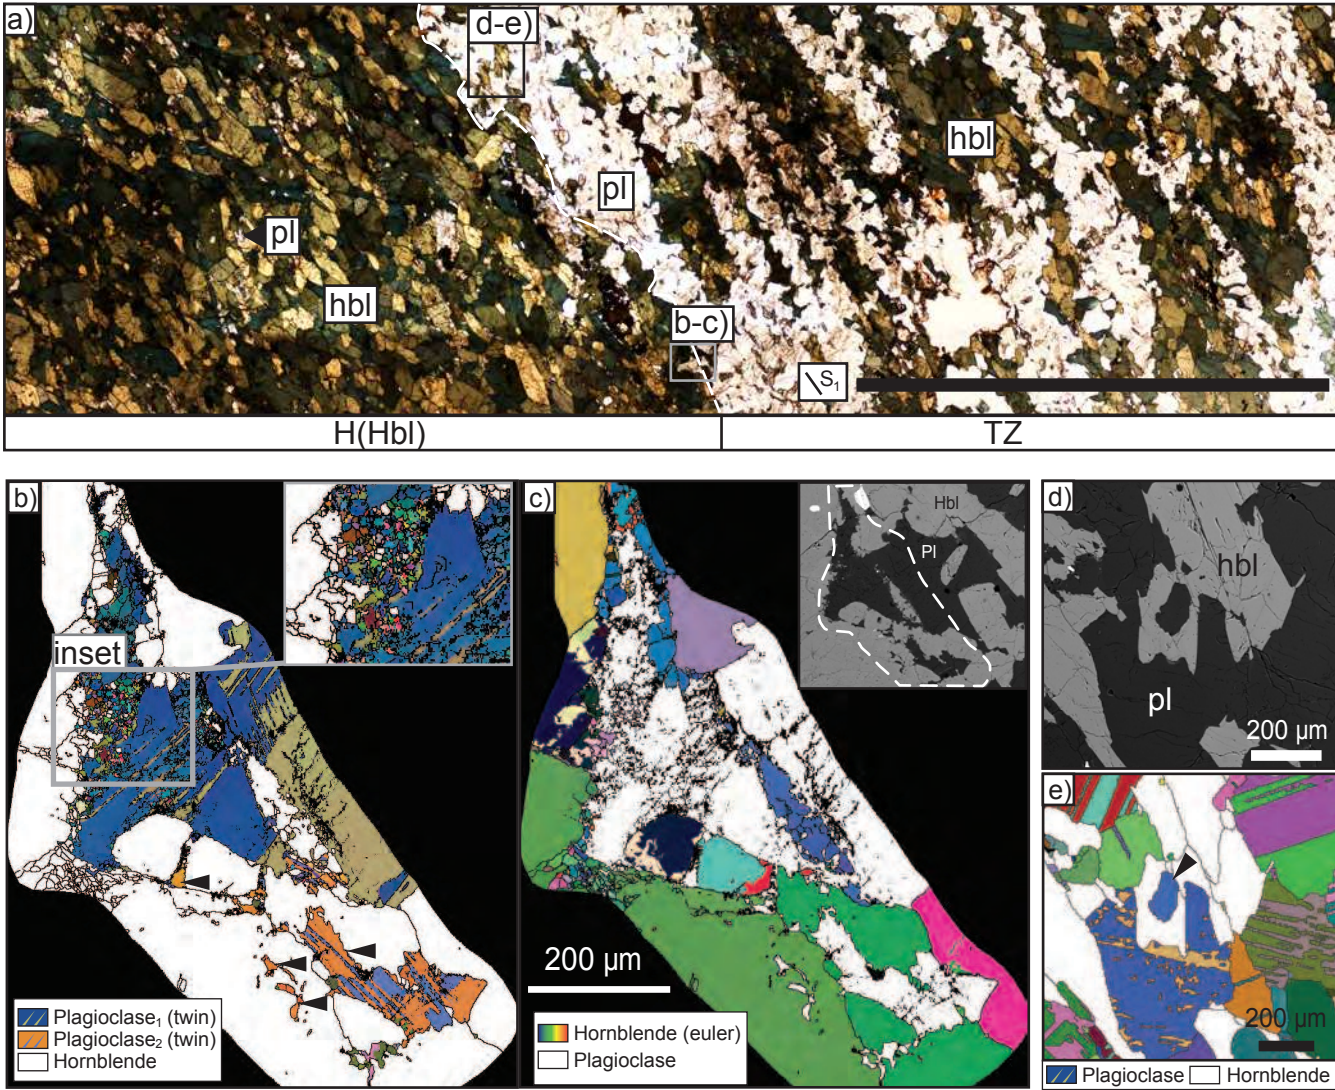 a)
d-e)
hbl
pl
pl
hbl
b-c)
S1
H(Hbl)
TZ
b)
inset
Plagioclase1 (twin)
Plagioclase2 (twin)
Hornblende
c)
Hbl
Pl
200 µm
Hornblende (euler)
Plagioclase
d)
hbl
pl
200 µm
e)
200 µm
Plagioclase
Hornblende